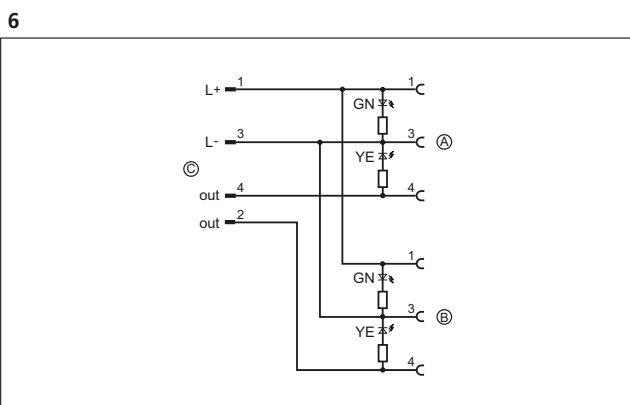 6
L+ 1 1
GN
L- 3 3 Ⓐ
YE
Ⓒ
out 4 4
out 2
1
GN
3 Ⓑ
YE
4